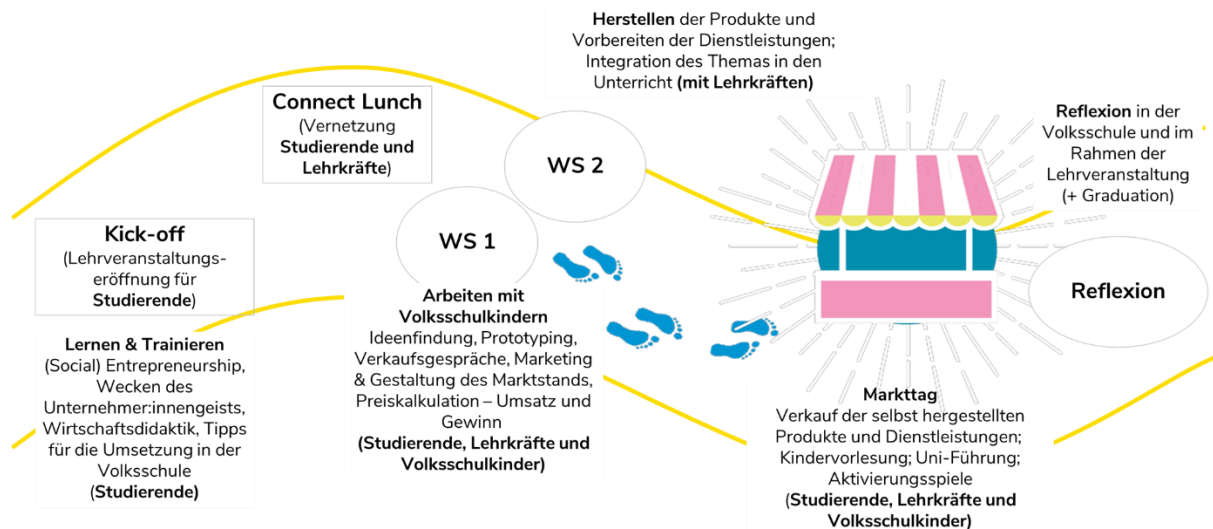 Kick-off
(Lehrveranstaltungs-
eröffnung für
Studierende)
Lernen & Trainieren
(Social) Entrepreneurship,
Wecken des
Unternehmer:innengeists,
Wirtschaftsdidaktik, Tipps
für die Umsetzung in der
Volksschule
(Studierende)
Connect Lunch
(Vernetzung
Studierende und
Lehrkräfte)
WS 1
Arbeiten mit
Volksschulkindern
Ideenfindung, Prototyping,
Verkaufsgespräche, Marketing
& Gestaltung des Marktstands,
Preiskalkulation – Umsatz und
Gewinn
(Studierende, Lehrkräfte und
Volksschulkinder)
WS 2
Herstellen der Produkte und
Vorbereiten der Dienstleistungen;
Integration des Themas in den
Unterricht (mit Lehrkräften)
Markttag
Verkauf der selbst hergestellten
Produkte und Dienstleistungen;
Kindervorlesung; Uni-Führung;
Aktivierungsspiele
(Studierende, Lehrkräfte und
Volksschulkinder)
Reflexion in der
Volksschule und im
Rahmen der
Lehrveranstaltung
(+ Graduation)
Reflexion